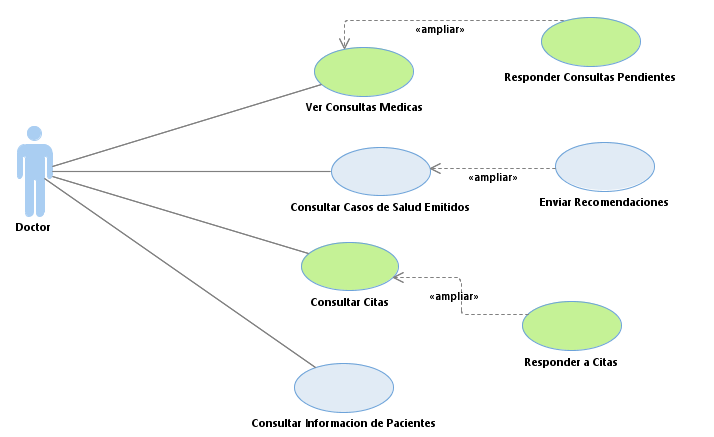 «ampliar»
Responder Consultas Pendientes
Ver Consultas Medicas
«ampliar»
Enviar Recomendaciones
Consultar Casos de Salud Emitidos
Doctor
«ampliar»
Consultar Citas
Responder a Citas
Consultar Informacion de Pacientes